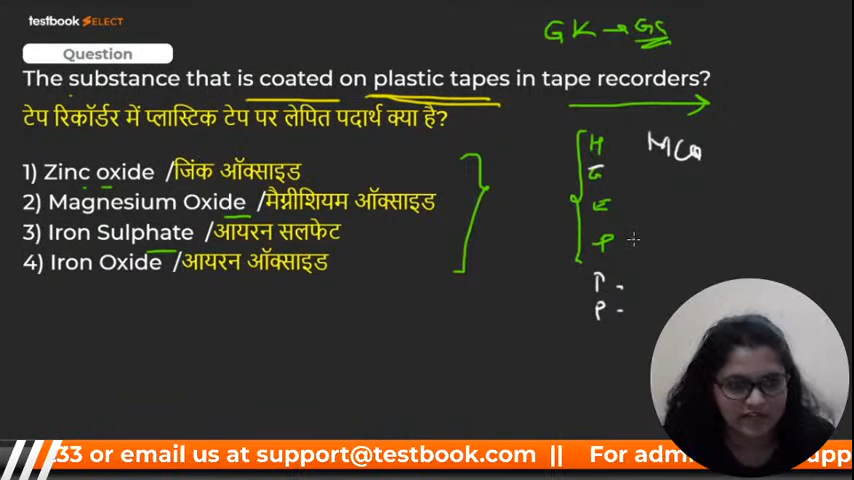 testbook SELECT
GK → GS
Question
The substance that is coated on plastic tapes in tape recorders?
टेप रिकॉर्डर में प्लास्टिक टेप पर लेपित पदार्थ क्या है?
1) Zinc oxide /जिंक ऑक्साइड
2) Magnesium Oxide /मैग्नीशियम ऑक्साइड
3) Iron Sulphate /आयरन सल्फेट
4) Iron Oxide /आयरन ऑक्साइड
H
E
P
P -
233 or email us at support@testbook.com || For adm